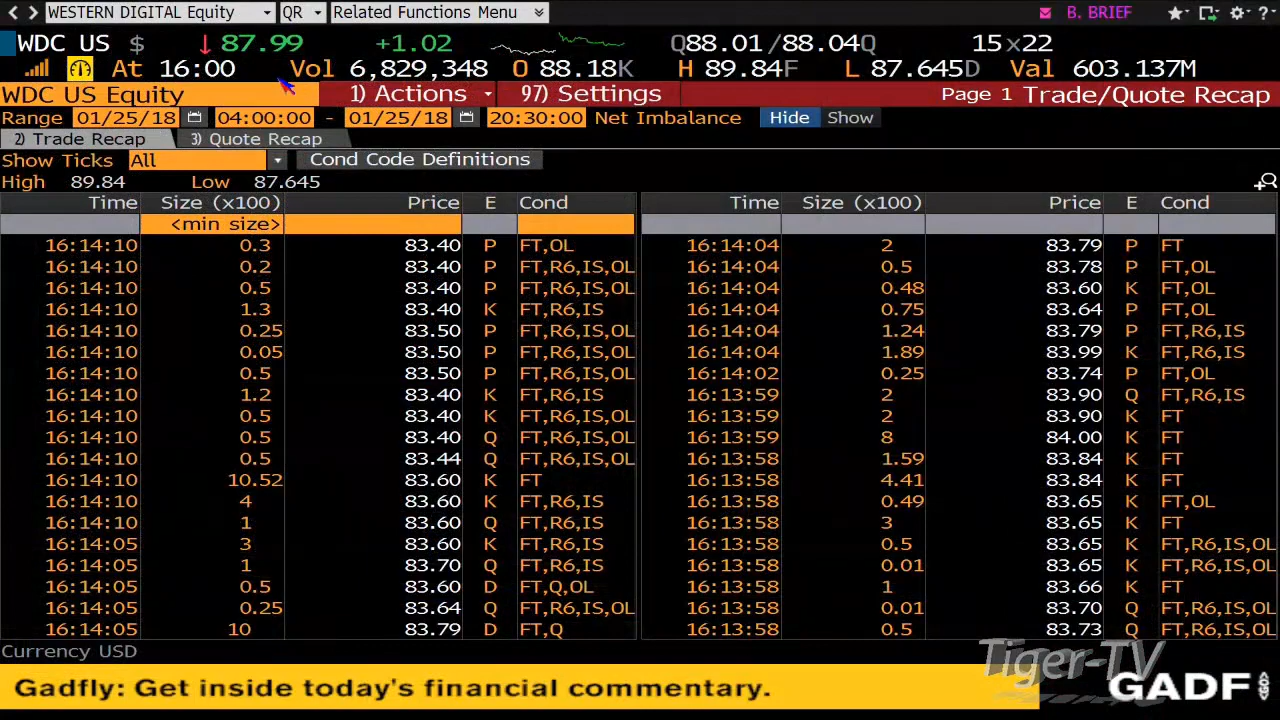 WESTERN DIGITAL Equity QR Related Functions Menu B. BRIEF
WDC US $ ↓ 87.99 +1.02 Q88.01/88.04Q 15x22
At 16:00 Vol 6,829,348 O 88.18K H 89.84F L 87.645D Val 603.137M
WDC US Equity 1) Actions 97) Settings Page 1 Trade/Quote Recap
Range 01/25/18 04:00:00 - 01/25/18 20:30:00 Net Imbalance Hide Show
2) Trade Recap 3) Quote Recap
Show Ticks All Cond Code Definitions
High 89.84 Low 87.645
Time Size (x100) Price E Cond Time Size (x100) Price E Cond
<min size>
16:14:10 0.3 83.40 P FT,OL 16:14:04 2 83.79 P FT
16:14:10 0.2 83.40 P FT,R6,IS,OL 16:14:04 0.5 83.78 P FT,OL
16:14:10 0.5 83.40 P FT,R6,IS,OL 16:14:04 0.48 83.60 K FT,OL
16:14:10 1.3 83.40 K FT,R6,IS 16:14:04 0.75 83.64 P FT,OL
16:14:10 0.25 83.50 P FT,R6,IS,OL 16:14:04 1.24 83.79 P FT,R6,IS
16:14:10 0.05 83.50 P FT,R6,IS,OL 16:14:04 1.89 83.99 K FT,R6,IS
16:14:10 0.5 83.50 P FT,R6,IS,OL 16:14:02 0.25 83.74 P FT,OL
16:14:10 1.2 83.40 K FT,R6,IS 16:13:59 2 83.90 Q FT,R6,IS
16:14:10 0.5 83.40 K FT,R6,IS,OL 16:13:59 2 83.90 K FT
16:14:10 0.5 83.40 Q FT,R6,IS,OL 16:13:59 8 84.00 K FT
16:14:10 0.5 83.44 Q FT,R6,IS,OL 16:13:58 1.59 83.84 K FT
16:14:10 10.52 83.60 K FT 16:13:58 4.41 83.84 K FT
16:14:10 4 83.60 K FT,R6,IS 16:13:58 0.49 83.65 K FT,OL
16:14:10 1 83.60 Q FT,R6,IS 16:13:58 3 83.65 K FT
16:14:05 3 83.60 K FT,R6,IS 16:13:58 0.5 83.65 K FT,R6,IS,OL
16:14:05 1 83.70 Q FT,R6,IS 16:13:58 0.01 83.65 K FT,R6,IS,OL
16:14:05 0.5 83.60 D FT,Q,OL 16:13:58 1 83.66 K FT
16:14:05 0.25 83.64 Q FT,R6,IS,OL 16:13:58 0.01 83.70 Q FT,R6,IS,OL
16:14:05 10 83.79 D FT,Q 16:13:58 0.5 83.73 Q FT,R6,IS,OL
Currency USD
Tiger-TV
Gadfly: Get inside today's financial commentary. GADF